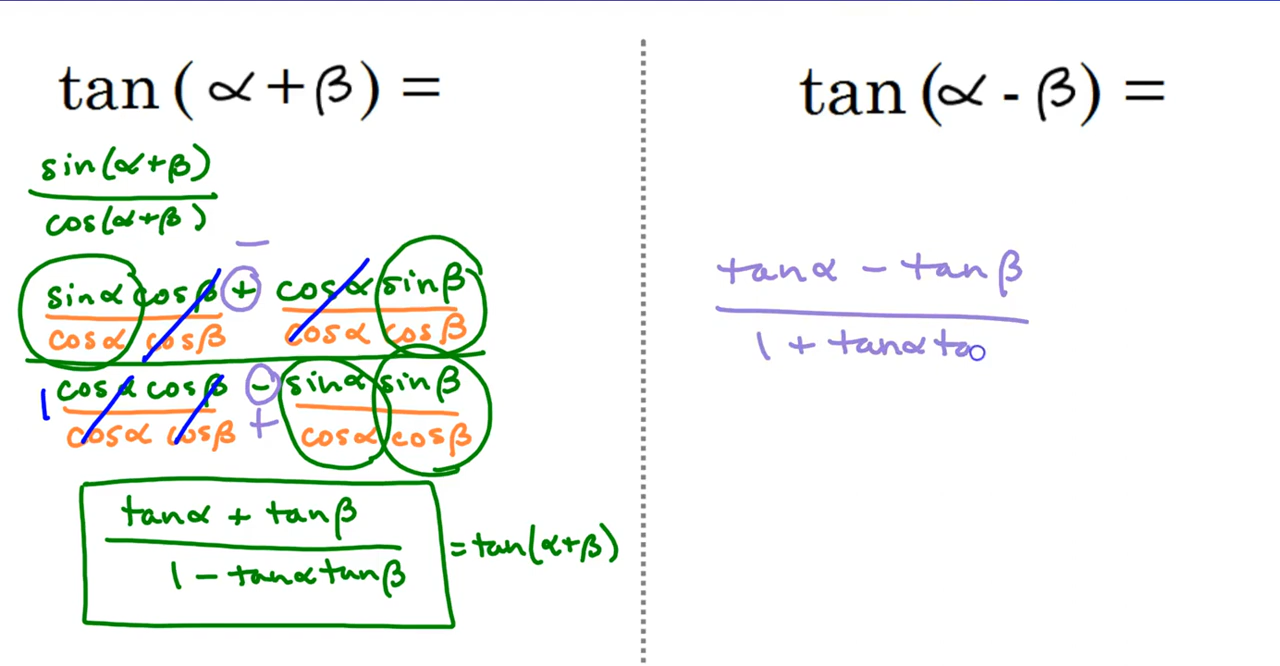 tan ( α + β ) =
sin(α+β)
cos(α+β)
−
sinα cosβ + cosα sinβ
cosα cosβ cosα cosβ
1 cosα cosβ − sinα sinβ
cosα cosβ + cosα cosβ
tanα + tanβ
1 − tanα tanβ
= tan(α+β)
tan (α - β) =
tanα − tanβ
1 + tanα ta